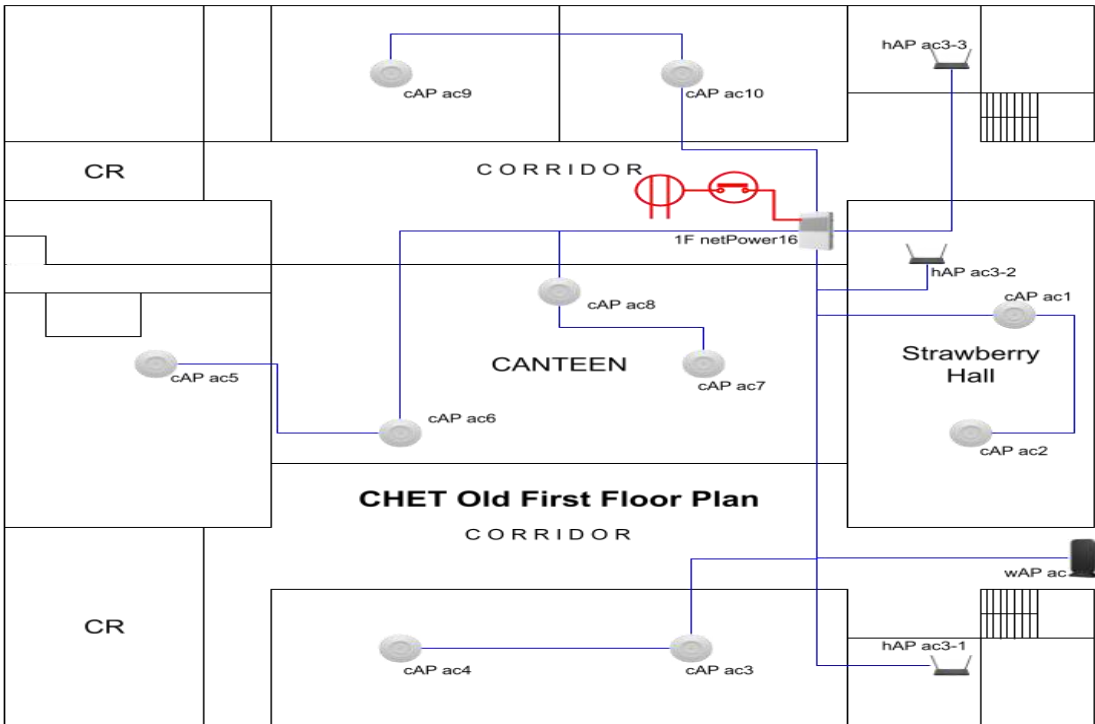 hAP ac3-3
cAP ac9
cAP ac10
CR
CORRIDOR
1F netPower16
hAP ac3-2
cAP ac8
cAP ac1
CANTEEN
Strawberry
Hall
cAP ac5
cAP ac7
cAP ac6
cAP ac2
CHET Old First Floor Plan
CORRIDOR
wAP ac
CR
hAP ac3-1
cAP ac4
cAP ac3